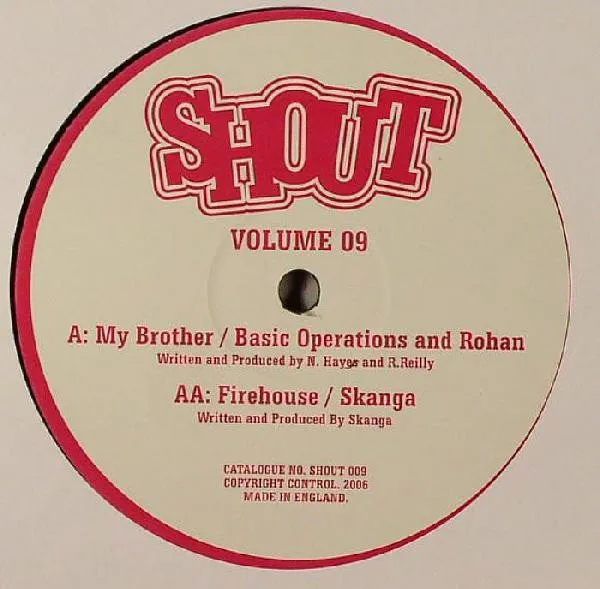 SHOUT
VOLUME 09
A: My Brother / Basic Operations and Rohan
Written and Produced by N. Hayes and R.Reilly
AA: Firehouse / Skanga
Written and Produced By Skanga
CATALOGUE NO. SHOUT 009
COPYRIGHT CONTROL. 2006
MADE IN ENGLAND.